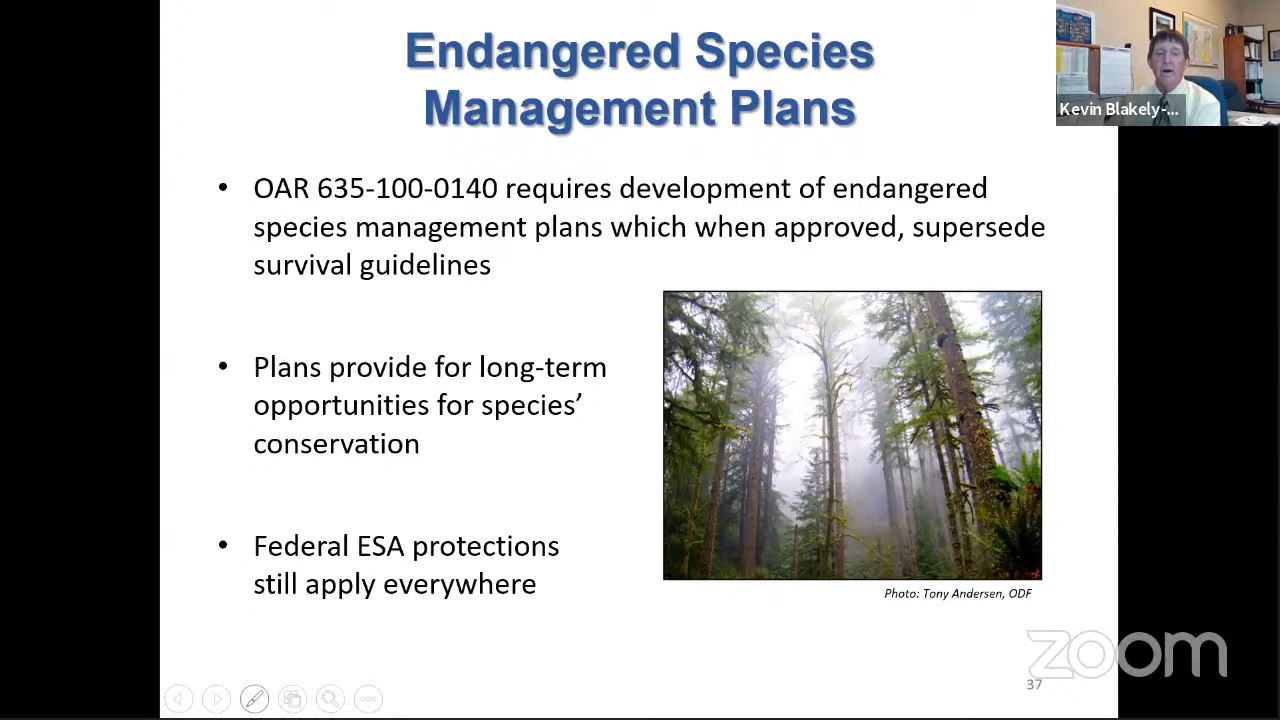 Endangered Species
Management Plans
Kevin Blakely-...
• OAR 635-100-0140 requires development of endangered
species management plans which when approved, supersede
survival guidelines
• Plans provide for long-term
opportunities for species’
conservation
• Federal ESA protections
still apply everywhere
Photo: Tony Andersen, ODF
zoom
37